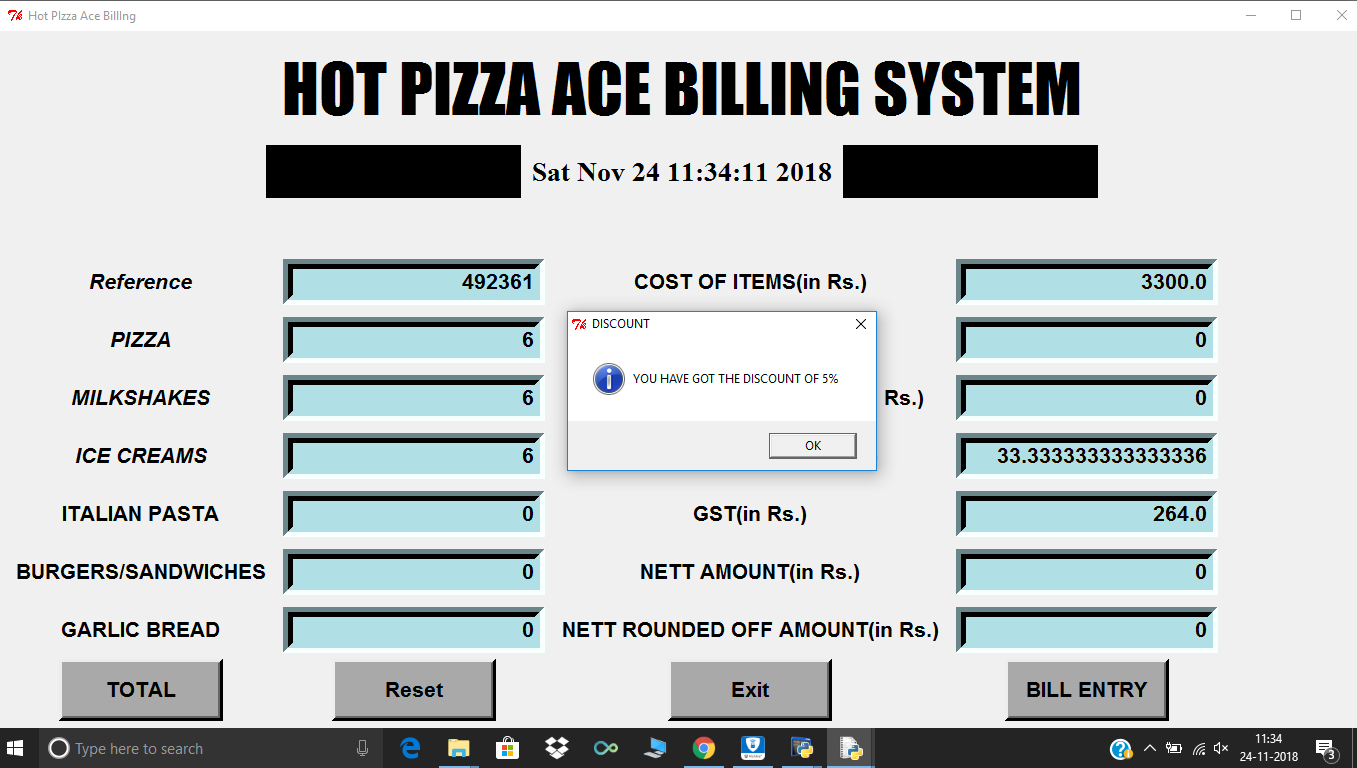 Hot PIzza Ace BillIng
HOT PIZZA ACE BILLING SYSTEM
Sat Nov 24 11:34:11 2018
Reference 492361 COST OF ITEMS(in Rs.) 3300.0
PIZZA 6 0
MILKSHAKES 6 Rs.) 0
ICE CREAMS 6 33.333333333333336
DISCOUNT
YOU HAVE GOT THE DISCOUNT OF 5%
OK
ITALIAN PASTA 0 GST(in Rs.) 264.0
BURGERS/SANDWICHES 0 NETT AMOUNT(in Rs.) 0
GARLIC BREAD 0 NETT ROUNDED OFF AMOUNT(in Rs.) 0
TOTAL Reset Exit BILL ENTRY
Type here to search
11:34
24-11-2018
3